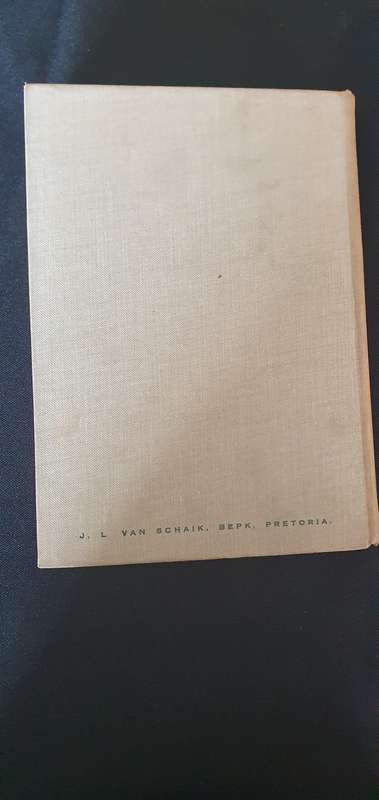 J. L. VAN SCHAIK, BEPK, PRETORIA.